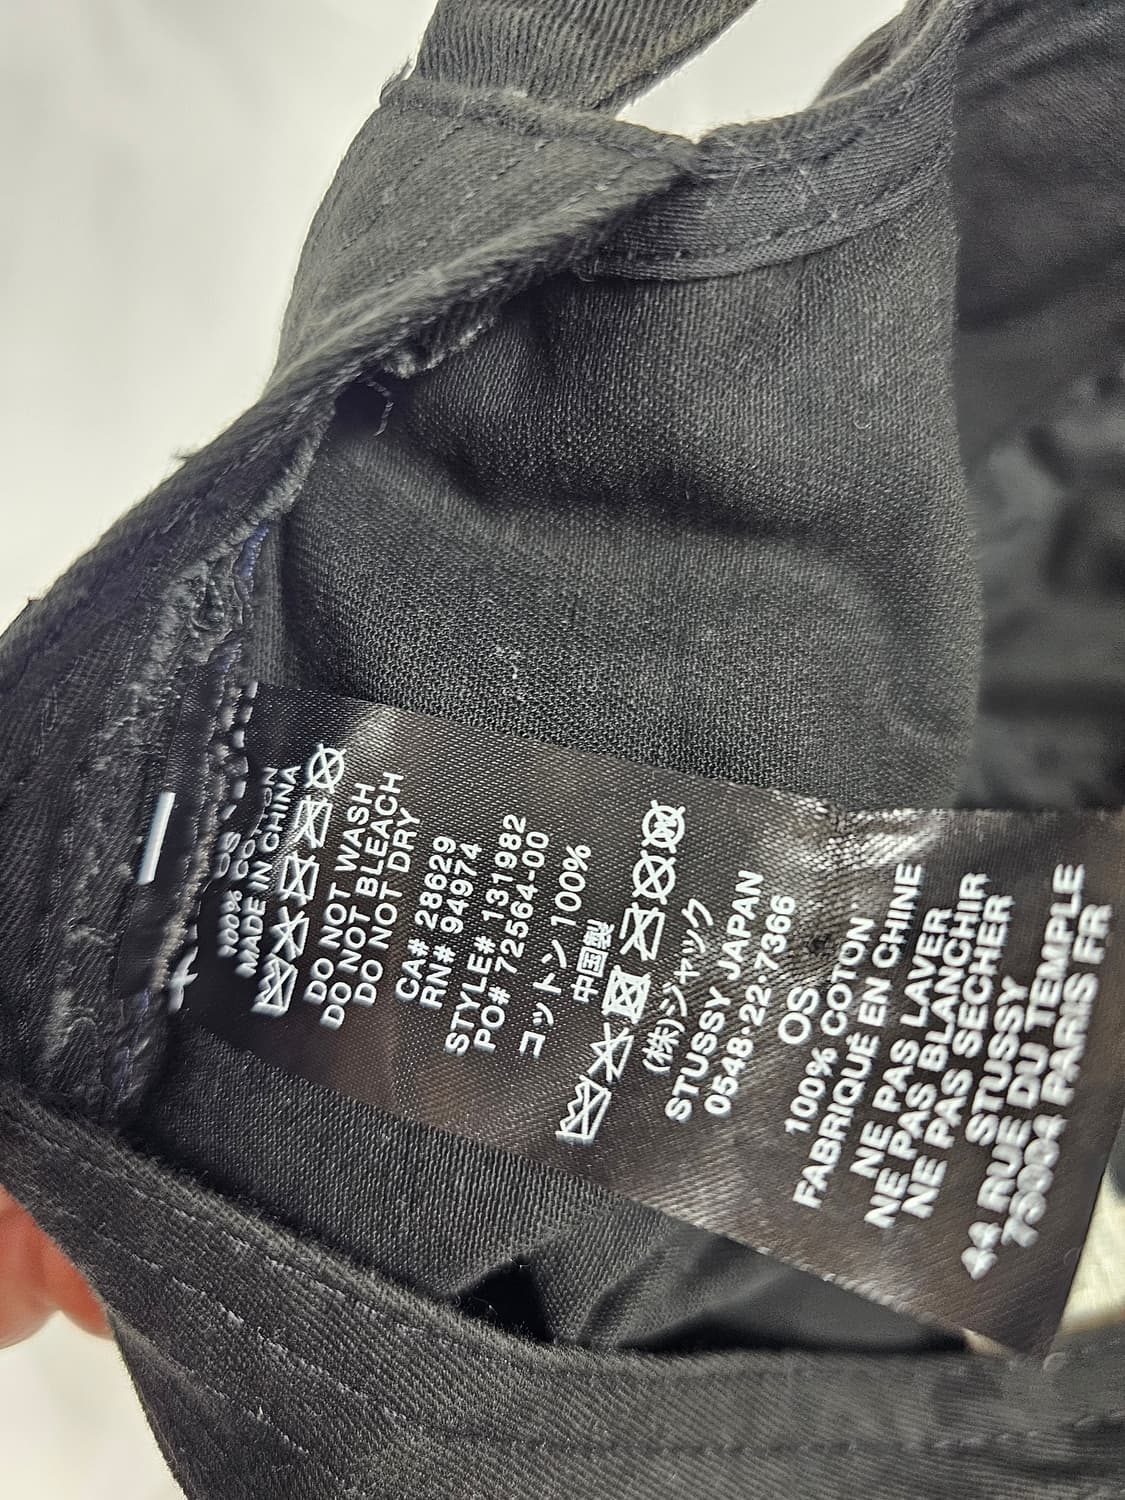 OS
100% COTTON
MADE IN CHINA
DO NOT WASH
DO NOT BLEACH
DO NOT DRY
CA# 28629
RN# 94974
STYLE# 131982
PO# 72564-00
コットン 100%
中国製
(株)ジャック
STUSSY JAPAN
0548-22-7366
OS
100% COTON
FABRIQUÉ EN CHINE
NE PAS LAVER
NE PAS BLANCHIR
NE PAS SECHER
STUSSY
44 RUE DU TEMPLE
75004 PARIS FR